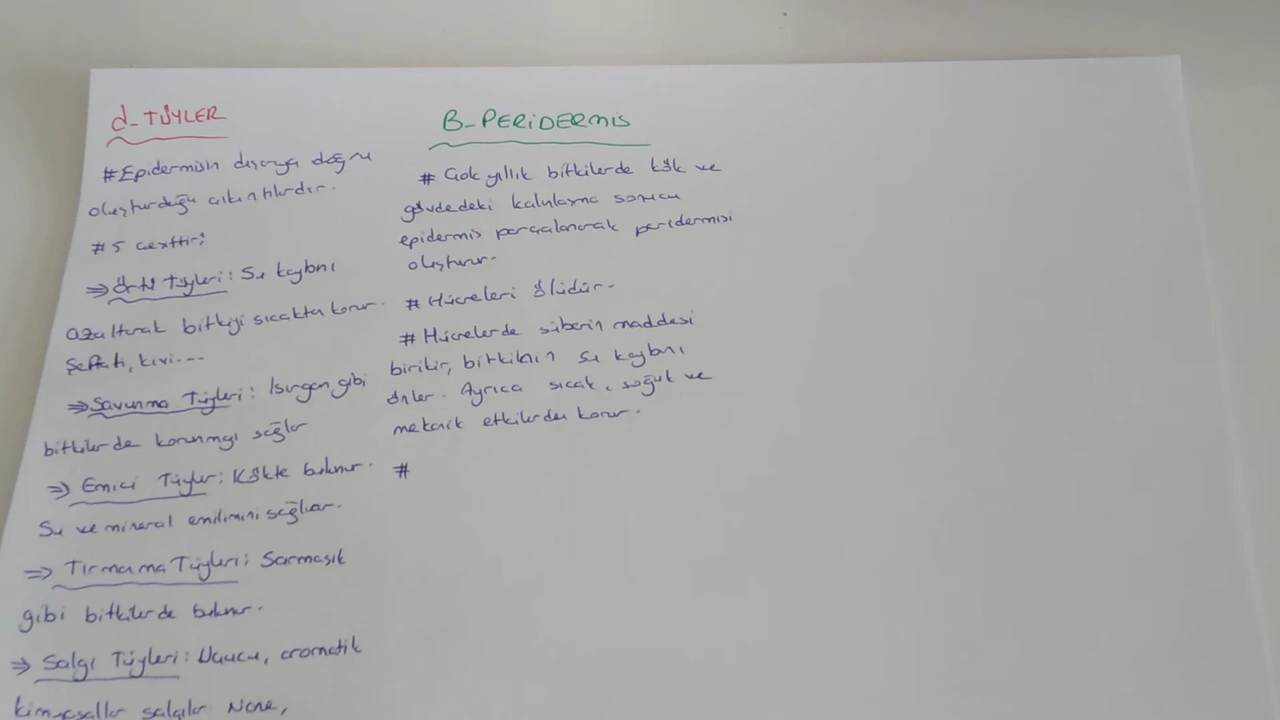 d-TÜYLER
#Epidermisin dışarıya doğru
oluşturduğu çıkıntılardır.
#5 çeşittir;
⇒Örtü Tüyleri: Su kaybını
azaltarak bitkiyi sıcakta korur.
Şeftali, kivi---
⇒Savunma Tüyleri: Isırgan gibi
bitkilerde korunmayı sağlar
⇒ Emici Tüyler: Kökte bulunur.
Su ve mineral emilimini sağlar.
⇒ Tırmanma Tüyleri: Sarmaşık
gibi bitkilerde bulunur.
⇒ Salgı Tüyleri: Uçucu, aromatik
kimyasallar salgılar Nane,
B-PERİDERMİS
# Çok yıllık bitkilerde kök ve
gövdedeki kalınlaşma sonucu
epidermis parçalanarak peridermisi
oluşturur.
# Hücreleri ölüdür.
# Hücrelerde süberin maddesi
birikir, bitkinin su kaybını
önler. Ayrıca sıcak, soğuk ve
mekanik etkilerden korur.
#